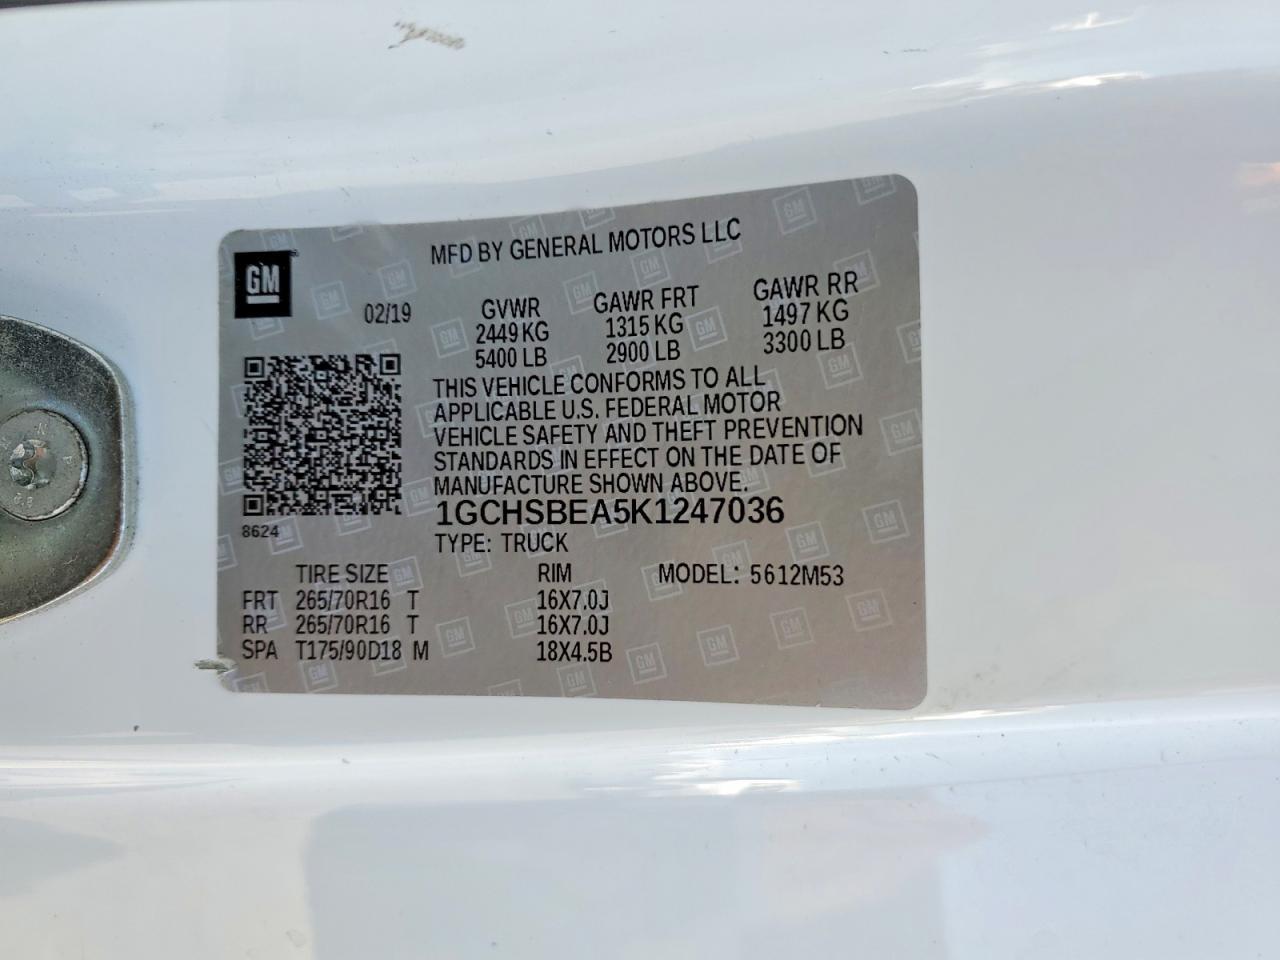 MFD BY GENERAL MOTORS LLC
GM
02/19
GVWR GAWR FRT GAWR RR
2449 KG 1315 KG 1497 KG
5400 LB 2900 LB 3300 LB
THIS VEHICLE CONFORMS TO ALL
APPLICABLE U.S. FEDERAL MOTOR
VEHICLE SAFETY AND THEFT PREVENTION
STANDARDS IN EFFECT ON THE DATE OF
MANUFACTURE SHOWN ABOVE.
8624
1GCHSBEA5K1247036
TYPE: TRUCK
TIRE SIZE RIM MODEL: 5612M53
FRT 265/70R16 T 16X7.0J
RR 265/70R16 T 16X7.0J
SPA T175/90D18 M 18X4.5B